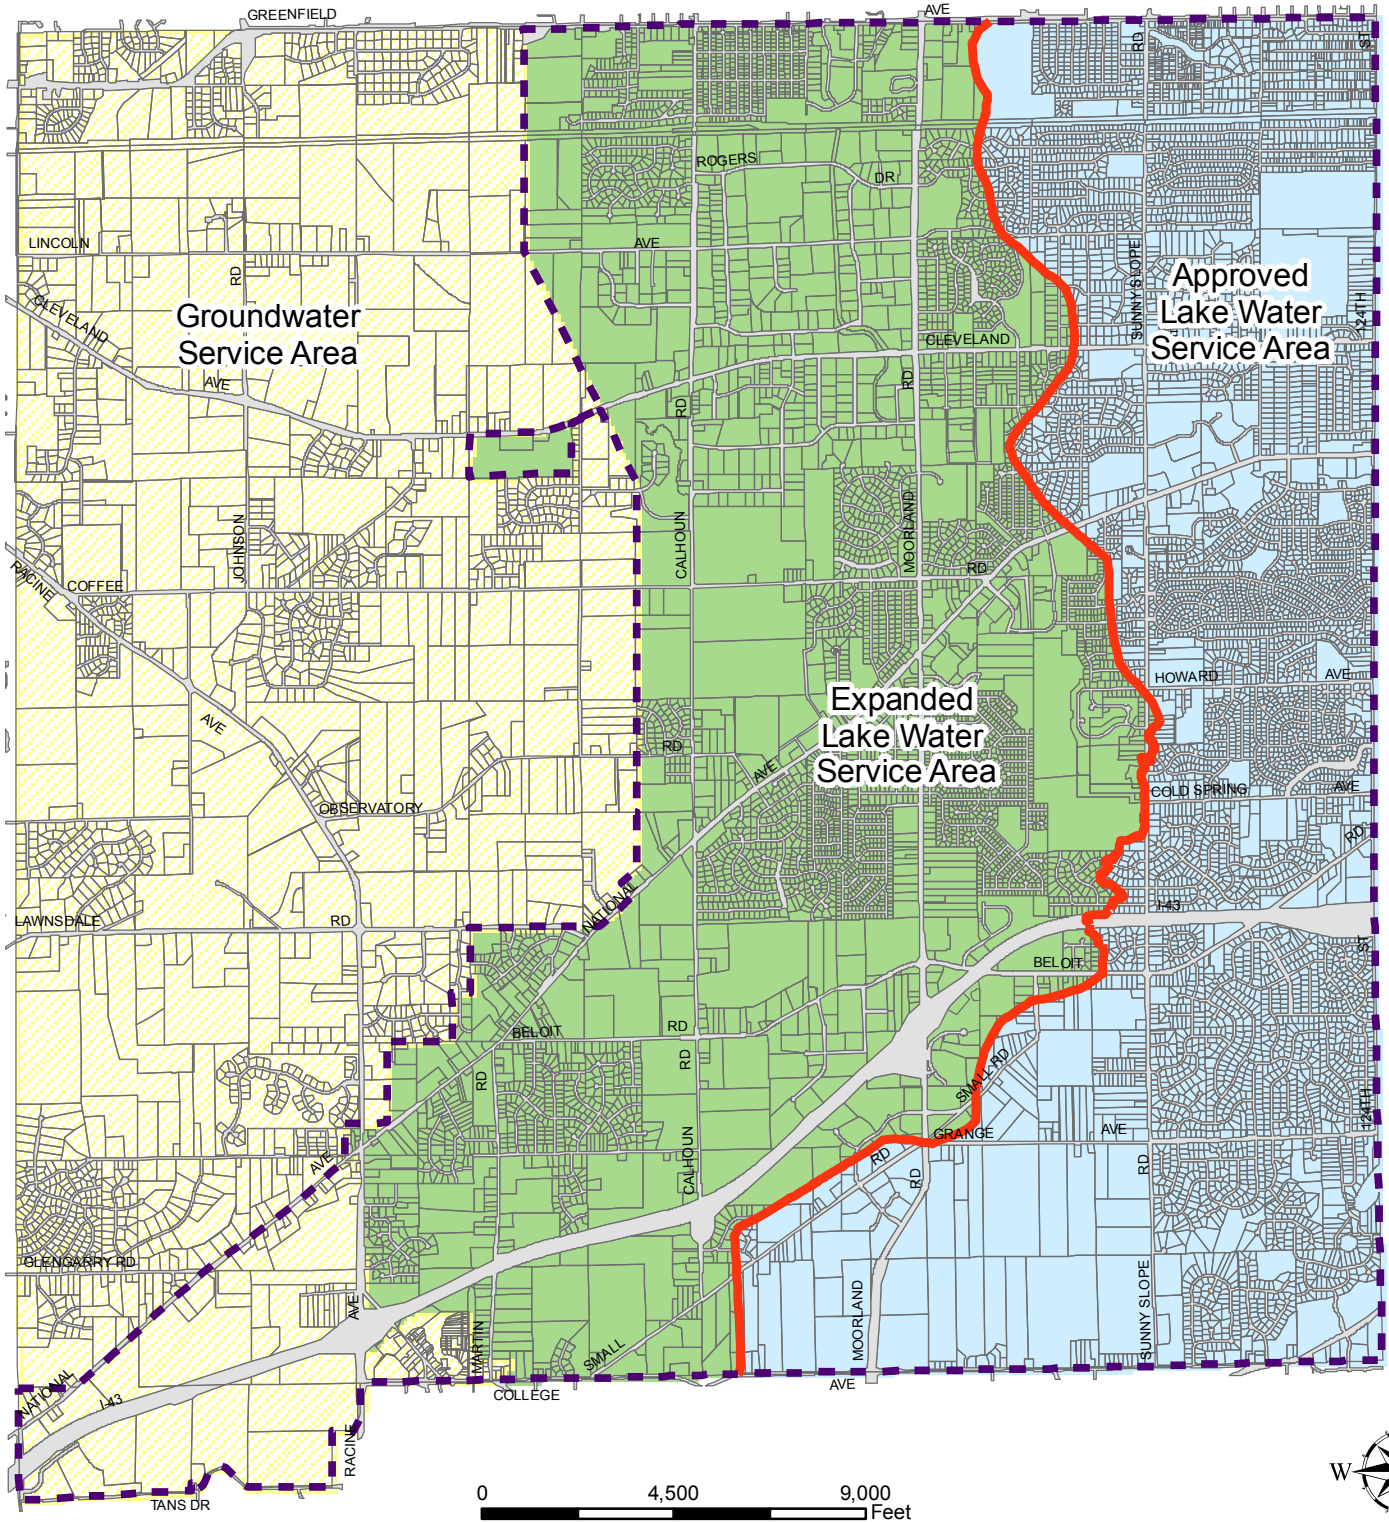 GREENFIELD
AVE
RD
ST
ROGERS
DR
LINCOLN
AVE
RD
SUNNY SLOPE
Approved
Lake Water
Service Area
124TH
Groundwater
Service Area
CLEVELAND
AVE
CLEVELAND
RD
RD
JOHNSON
CALHOUN
MOORLAND
RD
RACINE
COFFEE
AVE
HOWARD
AVE
Expanded
Lake Water
Service Area
RD
AVE
OBSERVATORY
COLD SPRING
AVE
RD
NATIONAL
LAWNSDALE
RD
I-43
ST
BELOIT
BELOIT
RD
RD
RD
SMALL RD
124TH
GRANGE
AVE
AVE
CALHOUN
RD
RD
RD
GLENGARRY RD
AVE
MARTIN
SMALL
MOORLAND
SUNNY SLOPE
NATIONAL
I-43
COLLEGE
AVE
RACINE
TANS DR
W
0 4,500 9,000
Feet